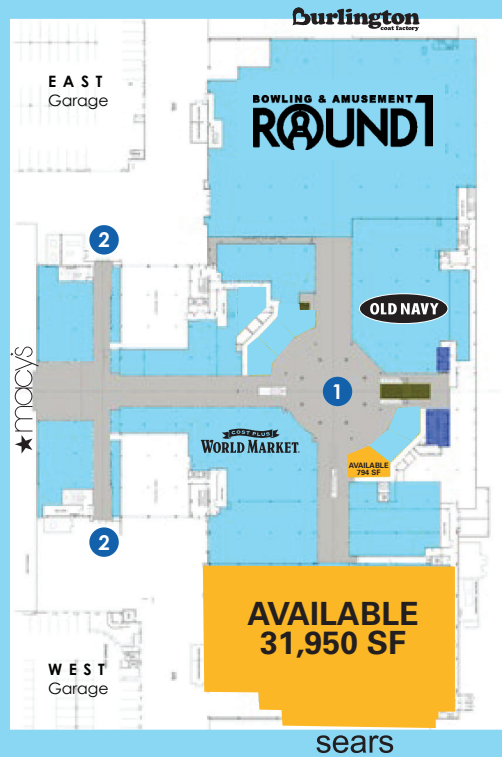 Burlington
coat factory
EAST
Garage
BOWLING & AMUSEMENT
ROUND1
2
OLD NAVY
macy's
1
COST PLUS
WORLD MARKET
AVAILABLE
794 SF
2
AVAILABLE
31,950 SF
WEST
Garage
sears